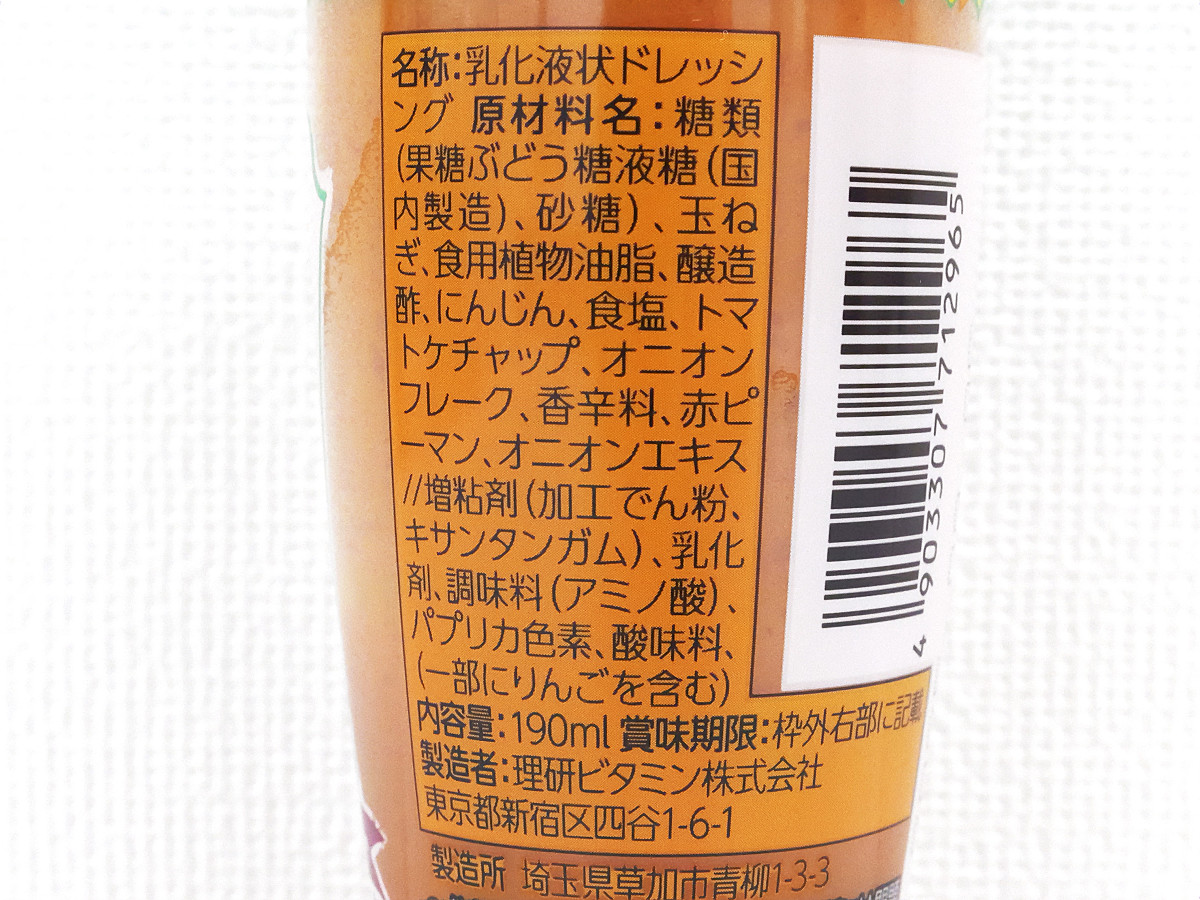 名称:乳化液状ドレッシ
ング 原材料名:糖類
(果糖ぶどう糖液糖(国
内製造)、砂糖)、玉ね
ぎ、食用植物油脂、醸造
酢、にんじん、食塩、トマ
トケチャップ、オニオン
フレーク、香辛料、赤ピ
ーマン、オニオンエキス
//増粘剤(加工でん粉、
キサンタンガム)、乳化
剤、調味料(アミノ酸)、
パプリカ色素、酸味料、
(一部にりんごを含む)
内容量:190ml 賞味期限:枠外右部に記載
製造者:理研ビタミン株式会社
東京都新宿区四谷1-6-1
製造所 埼玉県草加市青柳1-3-3
4 903307 712965